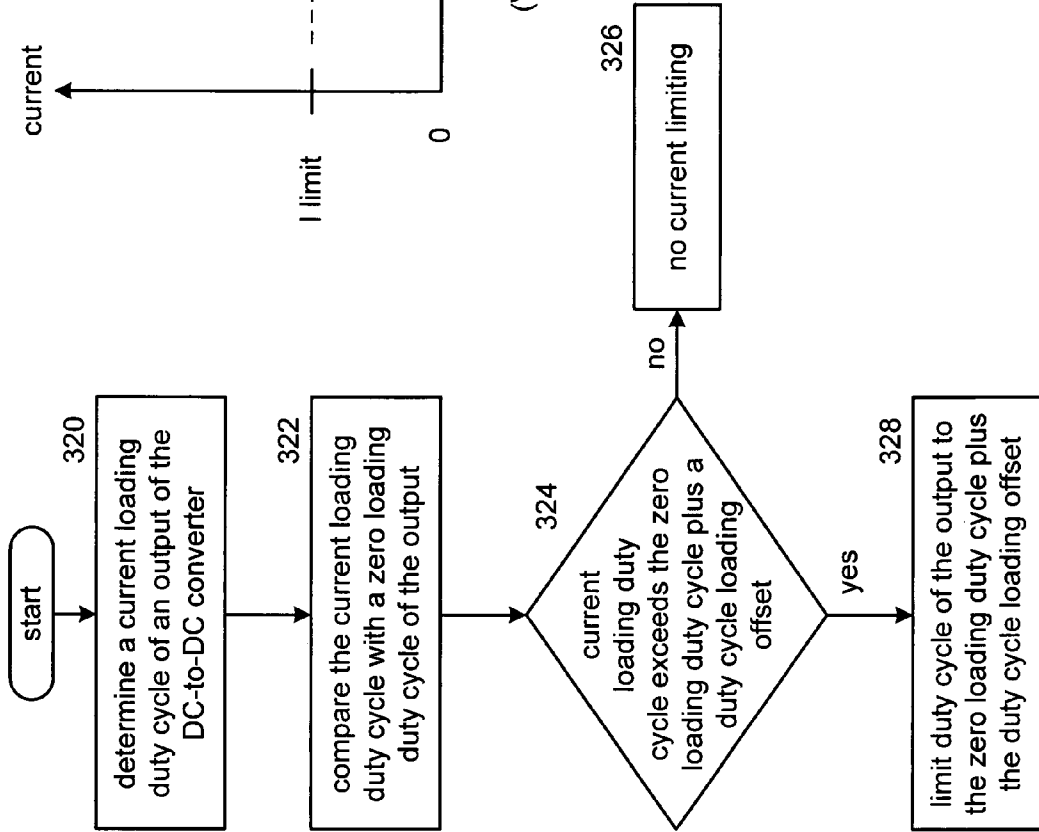 start
320
determine a current loading
duty cycle of an output of the
DC-to-DC converter
322
compare the current loading
duty cycle with a zero loading
duty cycle of the output
324
current
loading duty
cycle exceeds the zero
loading duty cycle plus a
duty cycle loading
offset
no
326
no current limiting
yes
328
limit duty cycle of the output to
the zero loading duty cycle plus
the duty cycle loading offset
current
I limit
0